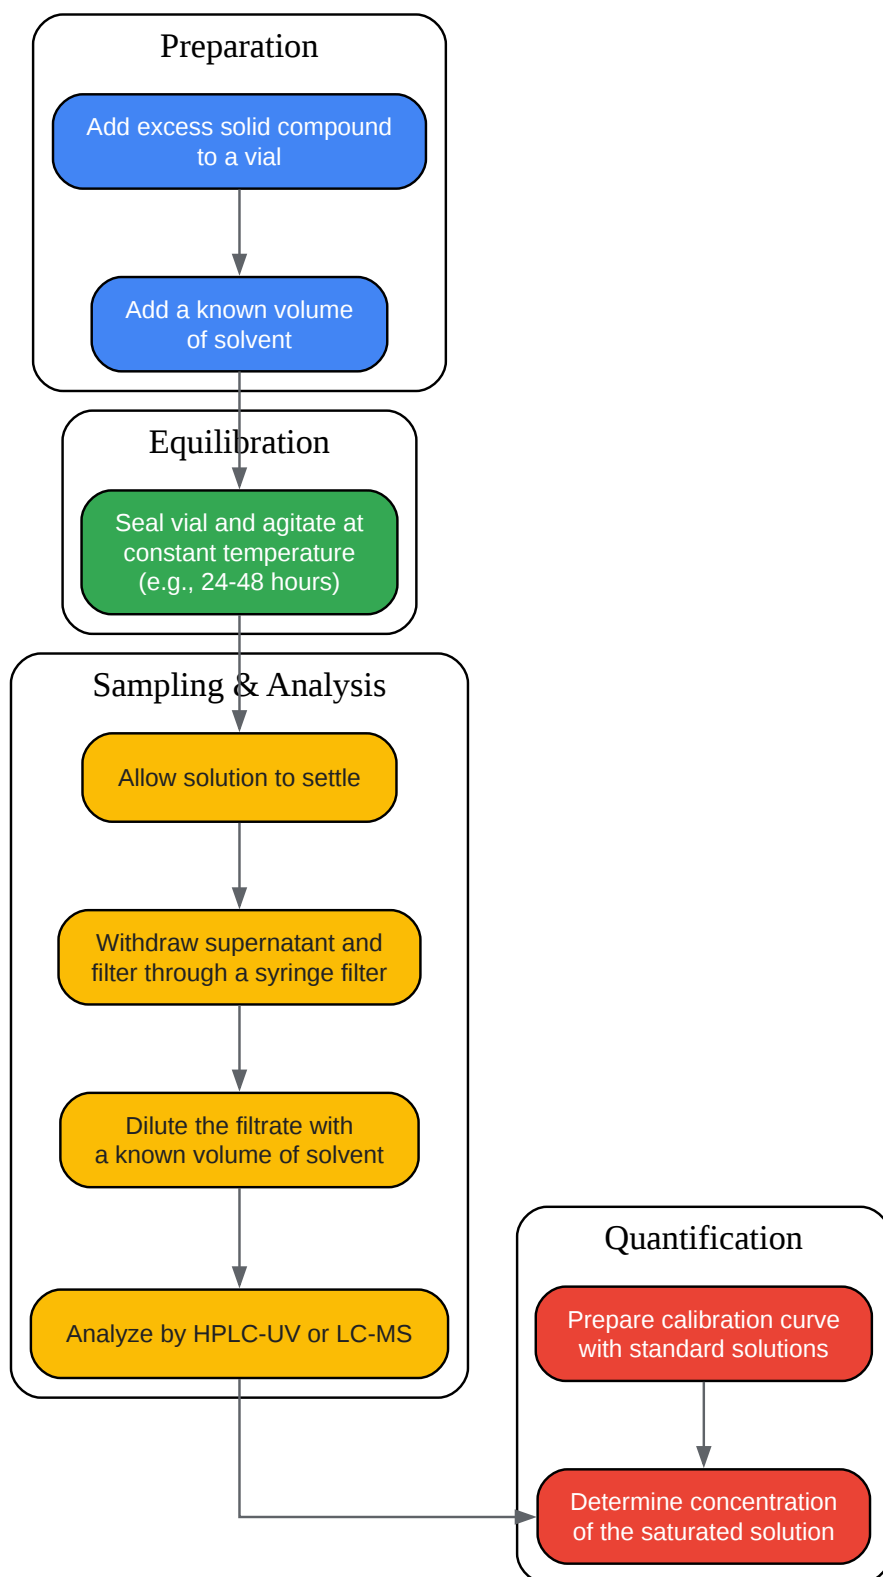 Preparation
Add excess solid compound
to a vial
Add a known volume
of solvent
Equilibration
Seal vial and agitate at
constant temperature
(e.g., 24-48 hours)
Sampling & Analysis
Allow solution to settle
Withdraw supernatant and
filter through a syringe filter
Dilute the filtrate with
a known volume of solvent
Analyze by HPLC-UV or LC-MS
Quantification
Prepare calibration curve
with standard solutions
Determine concentration
of the saturated solution